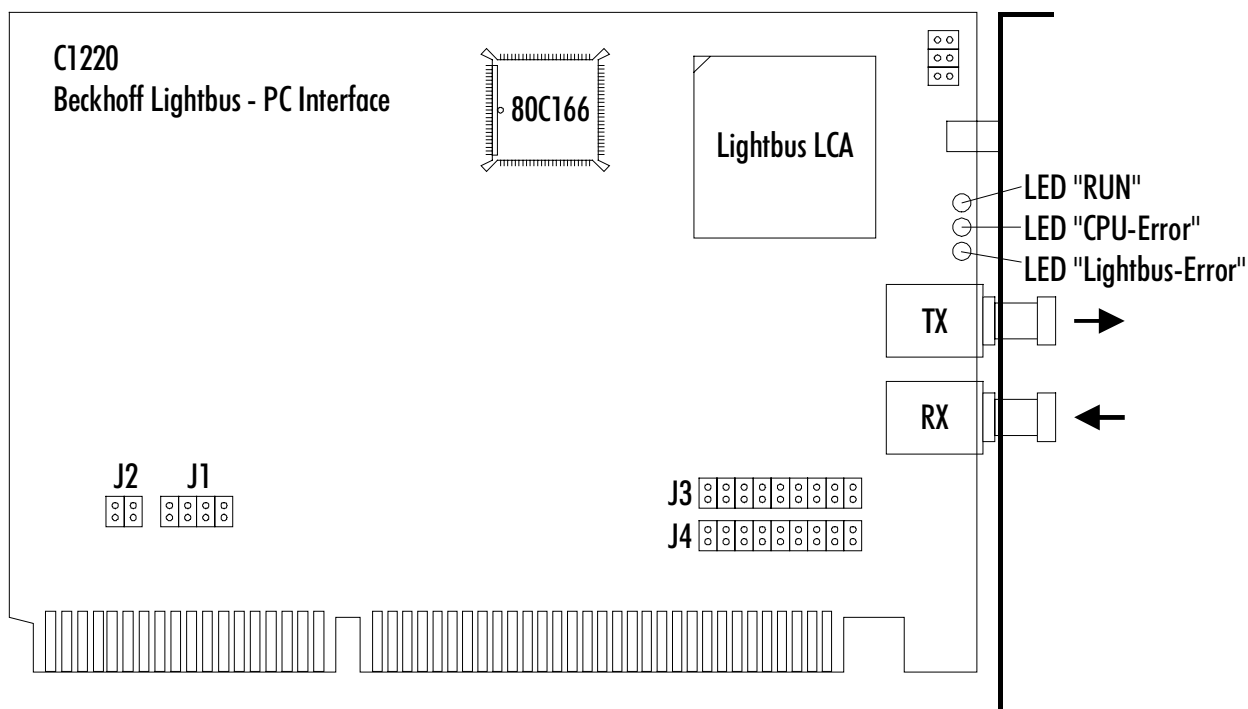 C1220
Beckhoff Lightbus - PC Interface
80C166
Lightbus LCA
LED "RUN"
LED "CPU-Error"
LED "Lightbus-Error"
TX
RX
J2 J1
J3
J4